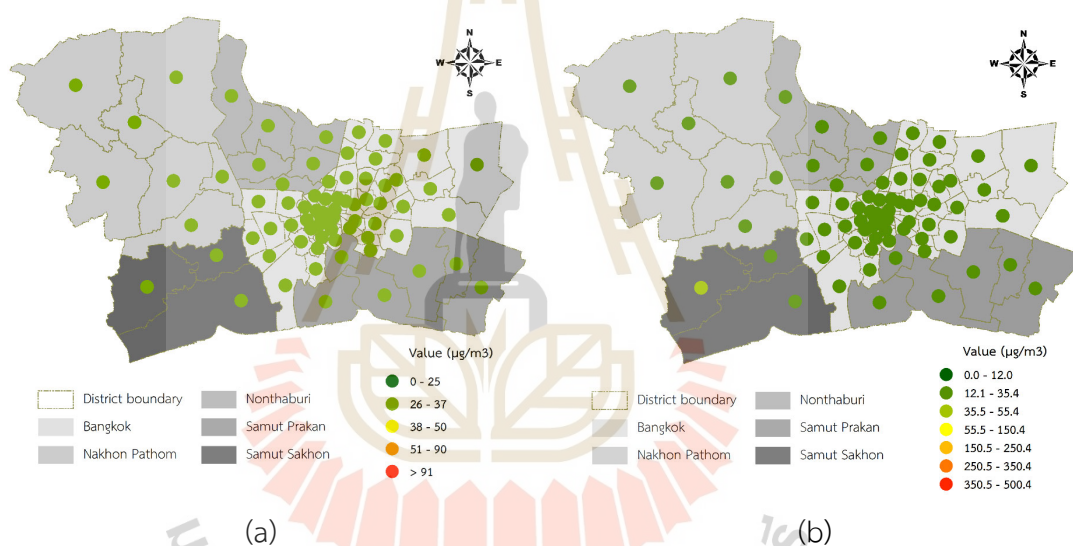 N
W E
S
Value (µg/m3)
District boundary
Bangkok
Nakhon Pathom
Nonthaburi
Samut Prakan
Samut Sakhon
0 - 25
26 - 37
38 - 50
51 - 90
> 91
(a)
N
W E
S
Value (µg/m3)
District boundary
Bangkok
Nakhon Pathom
Nonthaburi
Samut Prakan
Samut Sakhon
0.0 - 12.0
12.1 - 35.4
35.5 - 55.4
55.5 - 150.4
150.5 - 250.4
250.5 - 350.4
350.5 - 500.4
(b)